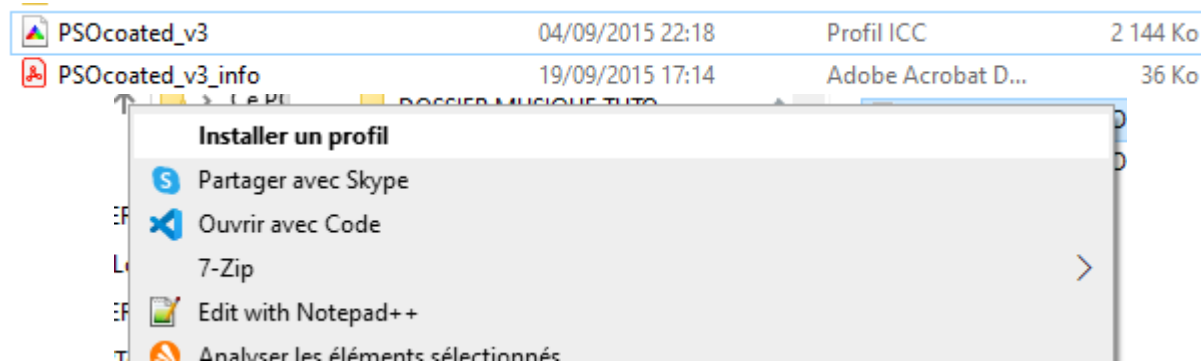 PSOcoated_v3 04/09/2015 22:18 Profil ICC 2 144 Ko
PSOcoated_v3_info 19/09/2015 17:14 Adobe Acrobat D... 36 Ko
DOSSIER MUSIQUE TUTO
Installer un profil
Partager avec Skype
Ouvrir avec Code
7-Zip
Edit with Notepad++
Analyser les éléments sélectionnés